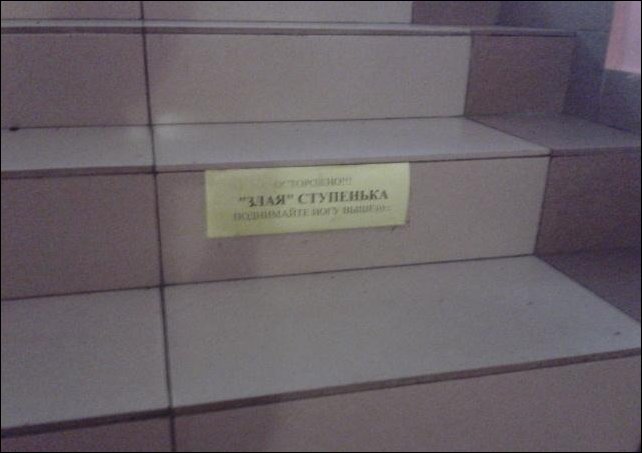 ОСТОРОЖНО!!!
"ЗЛАЯ" СТУПЕНЬКА
ПОДНИМАЙТЕ НОГУ ВЫШЕ!!!